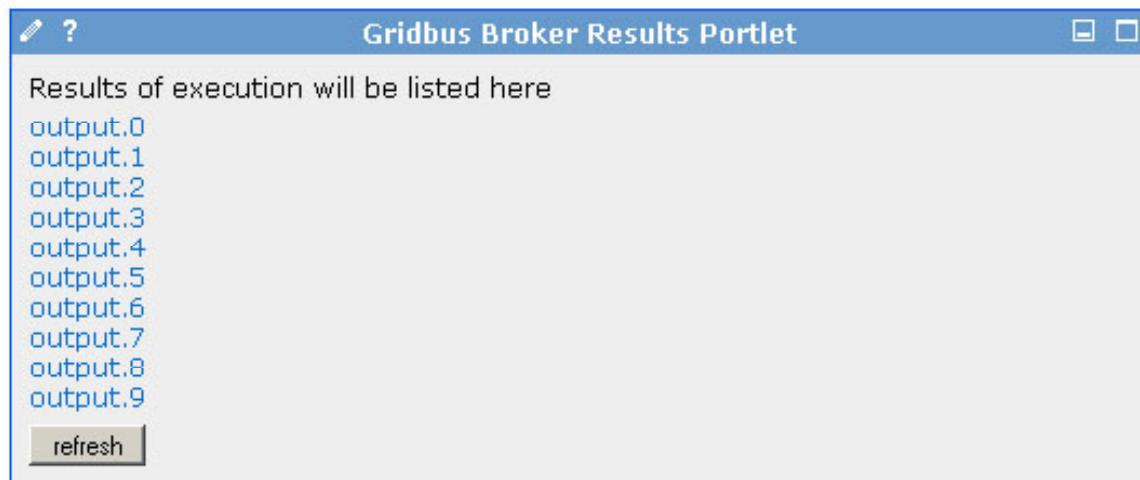 ? Gridbus Broker Results Portlet
Results of execution will be listed here
output.0
output.1
output.2
output.3
output.4
output.5
output.6
output.7
output.8
output.9
refresh